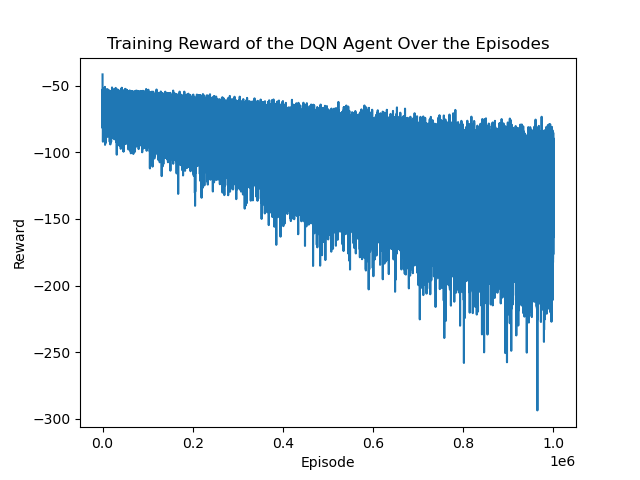 Training Reward of the DQN Agent Over the Episodes
−50
−100
−150
−200
−250
−300
Reward
0.0 0.2 0.4 0.6 0.8 1.0
1e6
Episode